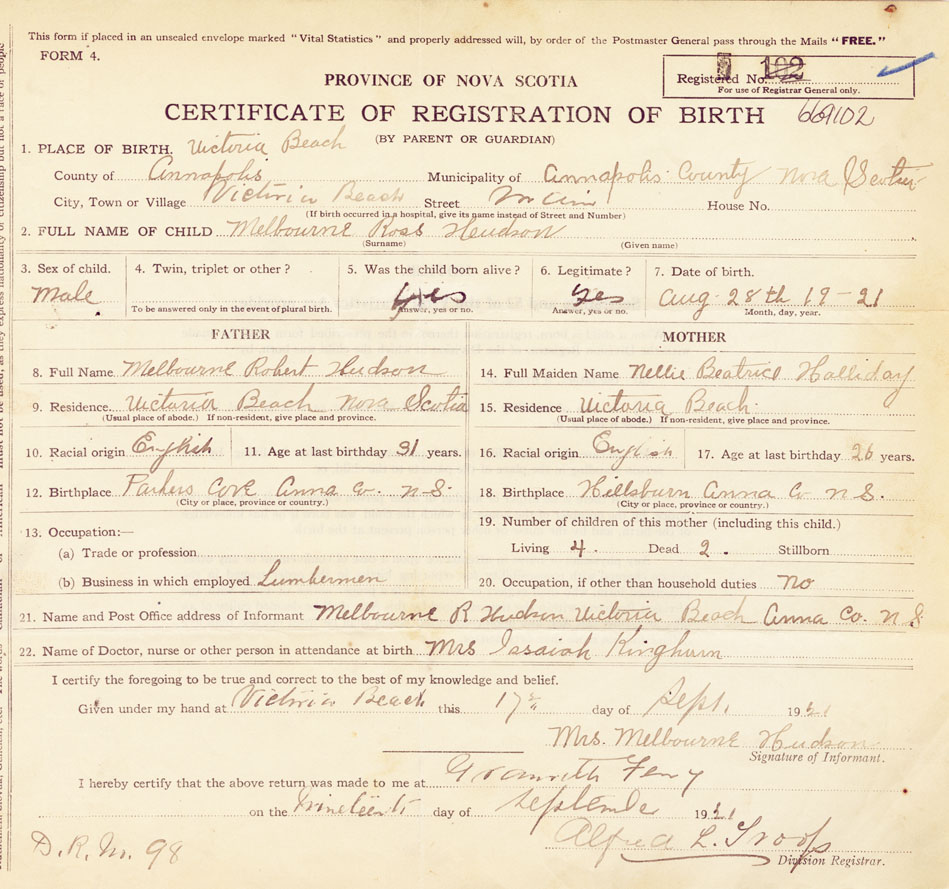 This form if placed in an unsealed envelope marked "Vital Statistics" and properly addressed will, by order of the Postmaster General pass through the Mails "FREE."
FORM 4.
Registered No. 102
For use of Registrar General only.
PROVINCE OF NOVA SCOTIA
CERTIFICATE OF REGISTRATION OF BIRTH 669102
(BY PARENT OR GUARDIAN)
1. PLACE OF BIRTH. Victoria Beach
County of Annapolis Municipality of Annapolis County Nova Scotia
City, Town or Village Victoria Beach Street Main House No.
(If birth occurred in a hospital, give its name instead of Street and Number)
2. FULL NAME OF CHILD Melbourne Ross Hudson
(Surname) (Given name)
3. Sex of child. 4. Twin, triplet or other? 5. Was the child born alive? 6. Legitimate? 7. Date of birth.
Male yes yes Aug. 28th 19-21
To be answered only in the event of plural birth. Answer, yes or no. Answer, yes or no. Month, day, year.
FATHER
8. Full Name Melbourne Robert Hudson
9. Residence. Victoria Beach Nova Scotia
(Usual place of abode.) If non-resident, give place and province.
10. Racial origin English 11. Age at last birthday 31 years.
12. Birthplace Parkers Cove Anna Co. N-S.
(City or place, province or country.)
13. Occupation:—
(a) Trade or profession
(b) Business in which employed Lumbermen
MOTHER
14. Full Maiden Name Nellie Beatrice Halliday
15. Residence Victoria Beach.
(Usual place of abode.) If non-resident, give place and province.
16. Racial origin English 17. Age at last birthday 26 years.
18. Birthplace Hillsburn Anna Co N S.
(City or place, province or country.)
19. Number of children of this mother (including this child.)
Living 4. Dead 2. Stillborn
20. Occupation, if other than household duties No
21. Name and Post Office address of Informant Melbourne R Hudson Victoria Beach Anna Co. N S
22. Name of Doctor, nurse or other person in attendance at birth Mrs Issaiah Kinghurn
I certify the foregoing to be true and correct to the best of my knowledge and belief.
Given under my hand at Victoria Beach this 17 day of Sept. 1921
Mrs. Melbourne Hudson
Signature of Informant.
I hereby certify that the above return was made to me at Ferry
on the Nineteenth day of September 1921
Alfred L. Troop
Division Registrar.
D.R.M. 98